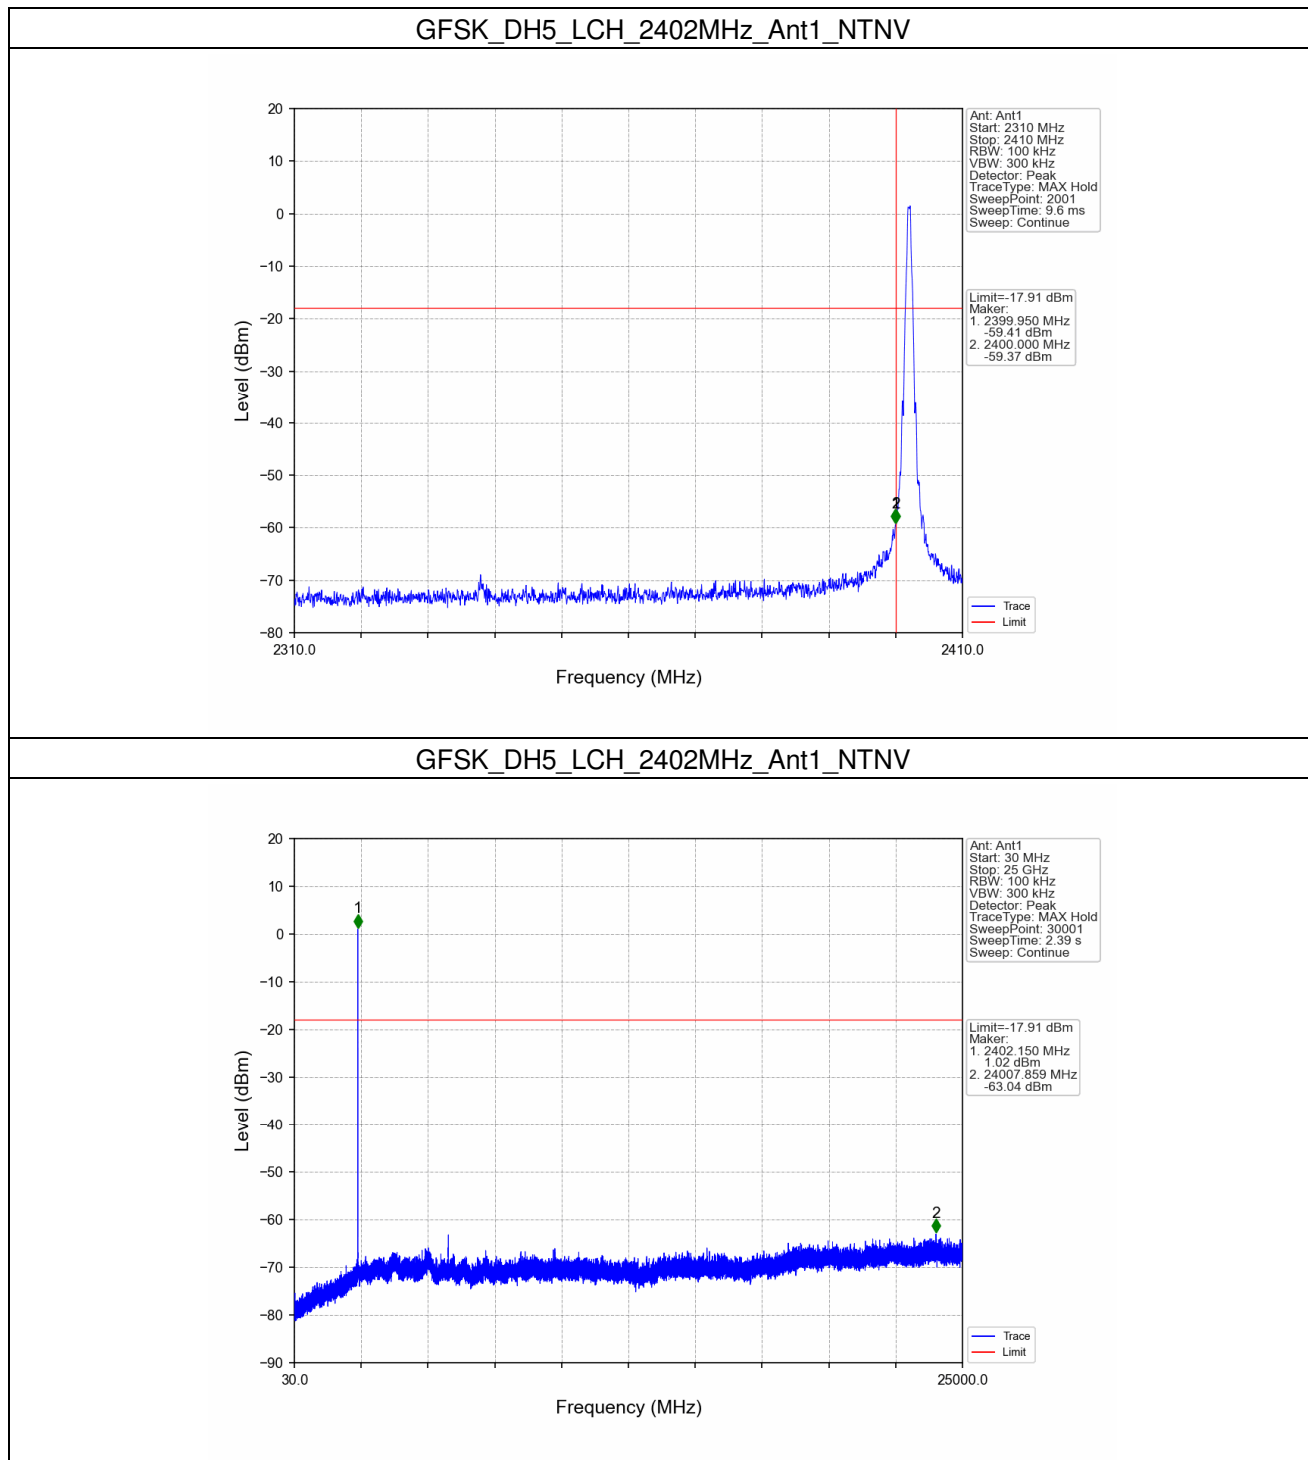 GFSK_DH5_LCH_2402MHz_Ant1_NTNV
20
10
0
−10
−20
−30
−40
−50
−60
−70
−80
Level (dBm)
2310.0
2410.0
Frequency (MHz)
2
Ant: Ant1
Start: 2310 MHz
Stop: 2410 MHz
RBW: 100 kHz
VBW: 300 kHz
Detector: Peak
TraceType: MAX Hold
SweepPoint: 2001
SweepTime: 9.6 ms
Sweep: Continue
Limit=-17.91 dBm
Maker:
1. 2399.950 MHz
-59.41 dBm
2. 2400.000 MHz
-59.37 dBm
Trace
Limit
GFSK_DH5_LCH_2402MHz_Ant1_NTNV
20
10
0
−10
−20
−30
−40
−50
−60
−70
−80
−90
Level (dBm)
30.0
25000.0
Frequency (MHz)
1
2
Ant: Ant1
Start: 30 MHz
Stop: 25 GHz
RBW: 100 kHz
VBW: 300 kHz
Detector: Peak
TraceType: MAX Hold
SweepPoint: 30001
SweepTime: 2.39 s
Sweep: Continue
Limit=-17.91 dBm
Maker:
1. 2402.150 MHz
1.02 dBm
2. 24007.859 MHz
-63.04 dBm
Trace
Limit